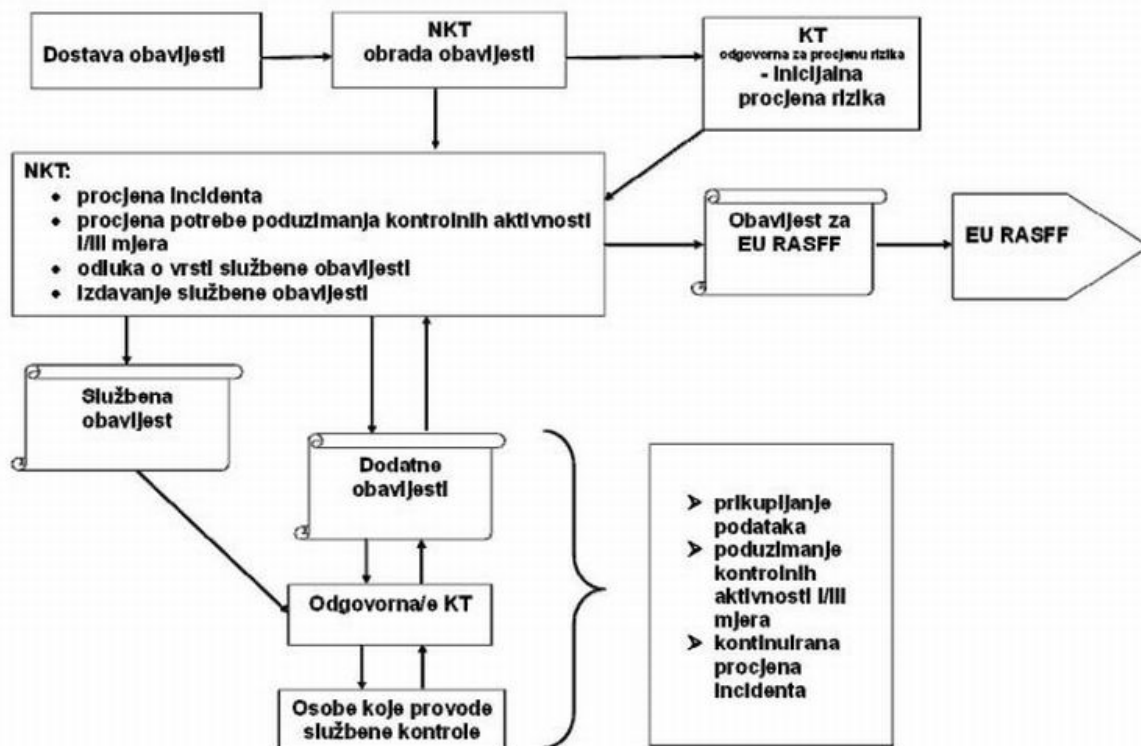 Dostava obavijesti
NKT
obrada obavijesti
KT
odgovorna za procjenu rizika
- inicijalna
procjena rizika
NKT:
• procjena incidenta
• procjena potrebe poduzimanja kontrolnih aktivnosti
i/ili mjera
• odluka o vrsti službene obavijesti
• izdavanje službene obavijesti
Obavijest za
EU RASFF
EU RASFF
Službena
obavijest
Dodatne
obavijesti
Odgovorna/e KT
Osobe koje provode
službene kontrole
➢ prikupljanje
podataka
➢ poduzimanje
kontrolnih
aktivnosti i/ili
mjera
➢ kontinuirana
procjena
incidenta